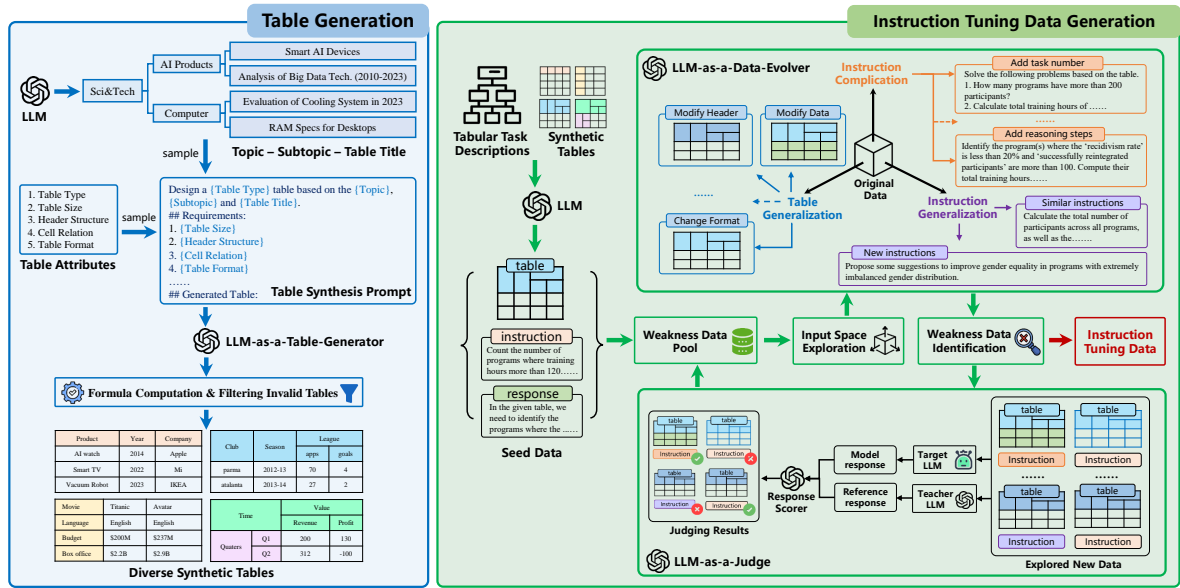 Table Generation
LLM
Sci&Tech
AI Products
Computer
Smart AI Devices
Analysis of Big Data Tech. (2010-2023)
Evaluation of Cooling System in 2023
RAM Specs for Desktops
sample
Topic – Subtopic – Table Title
1. Table Type
2. Table Size
3. Header Structure
4. Cell Relation
5. Table Format
Table Attributes
sample
Design a {Table Type} table based on the {Topic},
{Subtopic} and {Table Title}.
## Requirements:
1. {Table Size}
2. {Header Structure}
3. {Cell Relation}
4. {Table Format}
......
## Generated Table:
Table Synthesis Prompt
LLM-as-a-Table-Generator
Formula Computation & Filtering Invalid Tables
Product Year Company
AI watch 2014 Apple
Smart TV 2022 Mi
Vacuum Robot 2023 IKEA
Club Season League
apps goals
parma 2012-13 70 4
atalanta 2013-14 27 2
Movie Titanic Avatar
Language English English
Budget $200M $237M
Box office $2.2B $2.9B
Time Value
Revenue Profit
Quaters Q1 200 130
Q2 312 -100
Diverse Synthetic Tables
Instruction Tuning Data Generation
Tabular Task
Descriptions
Synthetic
Tables
LLM
table
instruction
Count the number of
programs where training
hours more than 120......
response
In the given table, we
need to identify the
programs where the ......
Seed Data
LLM-as-a-Data-Evolver
Modify Header
Modify Data
......
Change Format
Table
Generalization
Original
Data
Instruction
Complication
Add task number
Solve the following problems based on the table.
1. How many programs have more than 200
participants?
2. Calculate total training hours of ......
......
Add reasoning steps
Identify the program(s) where the 'recidivism rate'
is less than 20% and 'successfully reintegrated
participants' are more than 100. Compute their
total training hours......
Instruction
Generalization
Similar instructions
Calculate the total number of
participants across all programs,
as well as the.......
New instructions
Propose some suggestions to improve gender equality in programs with extremely
imbalanced gender distribution.
Weakness Data
Pool
Input Space
Exploration
Weakness Data
Identification
Instruction
Tuning Data
table
table
Instruction
Instruction
table
table
Instruction
Instruction
Judging Results
Response
Scorer
Model
response
Reference
response
Target
LLM
Teacher
LLM
table
table
Instruction
Instruction
......
......
table
table
Instruction
Instruction
Explored New Data
LLM-as-a-Judge